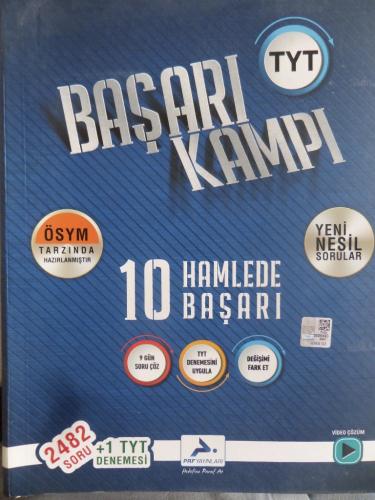 TYT
BAŞARI
KAMPI
ÖSYM
TARZINDA
HAZIRLANMIŞTIR
YENİ
NESİL
SORULAR
10 HAMLEDE
BAŞARI
9 GÜN
SORU ÇÖZ
TYT
DENEMESİNİ
UYGULA
DEĞİŞİMİ
FARK ET
2482
SORU
+1 TYT
DENEMESİ
PRF YAYINLARI
VİDEO ÇÖZÜM